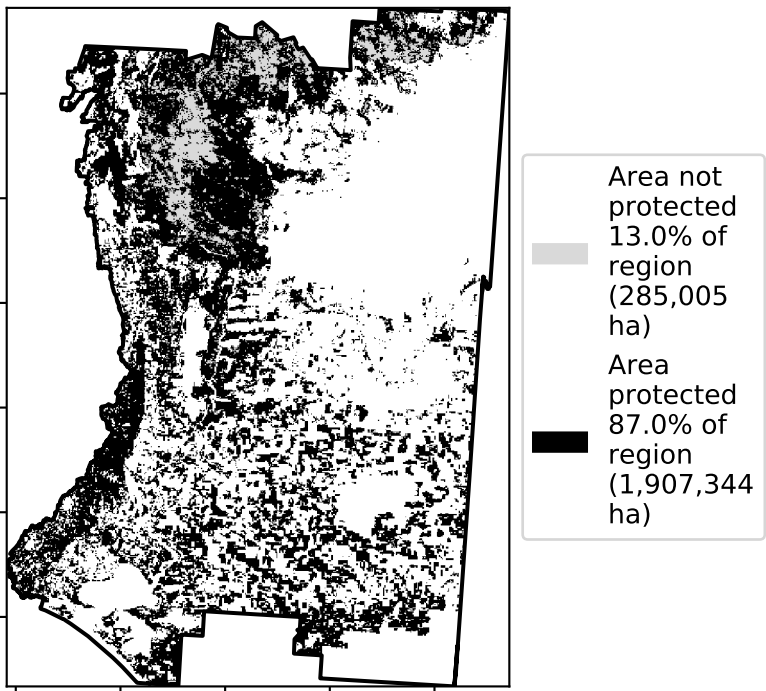 Area not
protected
13.0% of
region
(285,005
ha)
Area
protected
87.0% of
region
(1,907,344
ha)